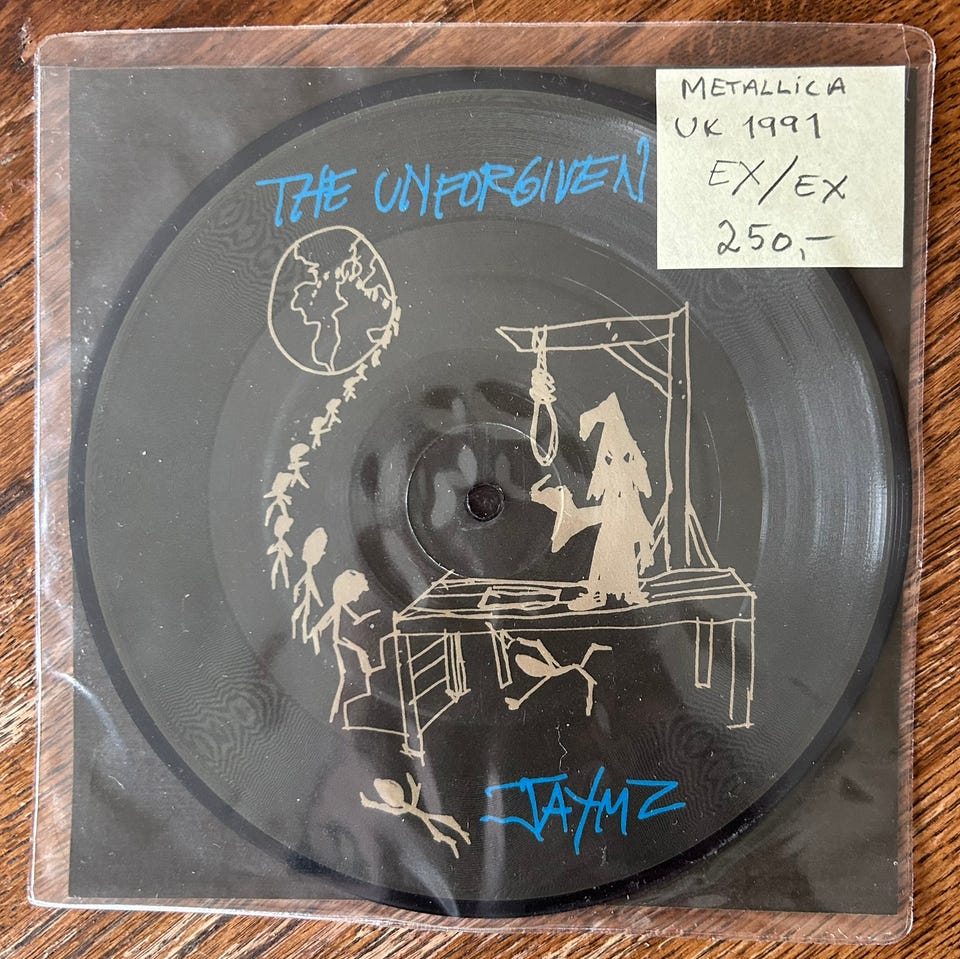 METALLiCA
UK 1991
EX/EX
250,-
THE UNFORGIVEN
JAYMZ